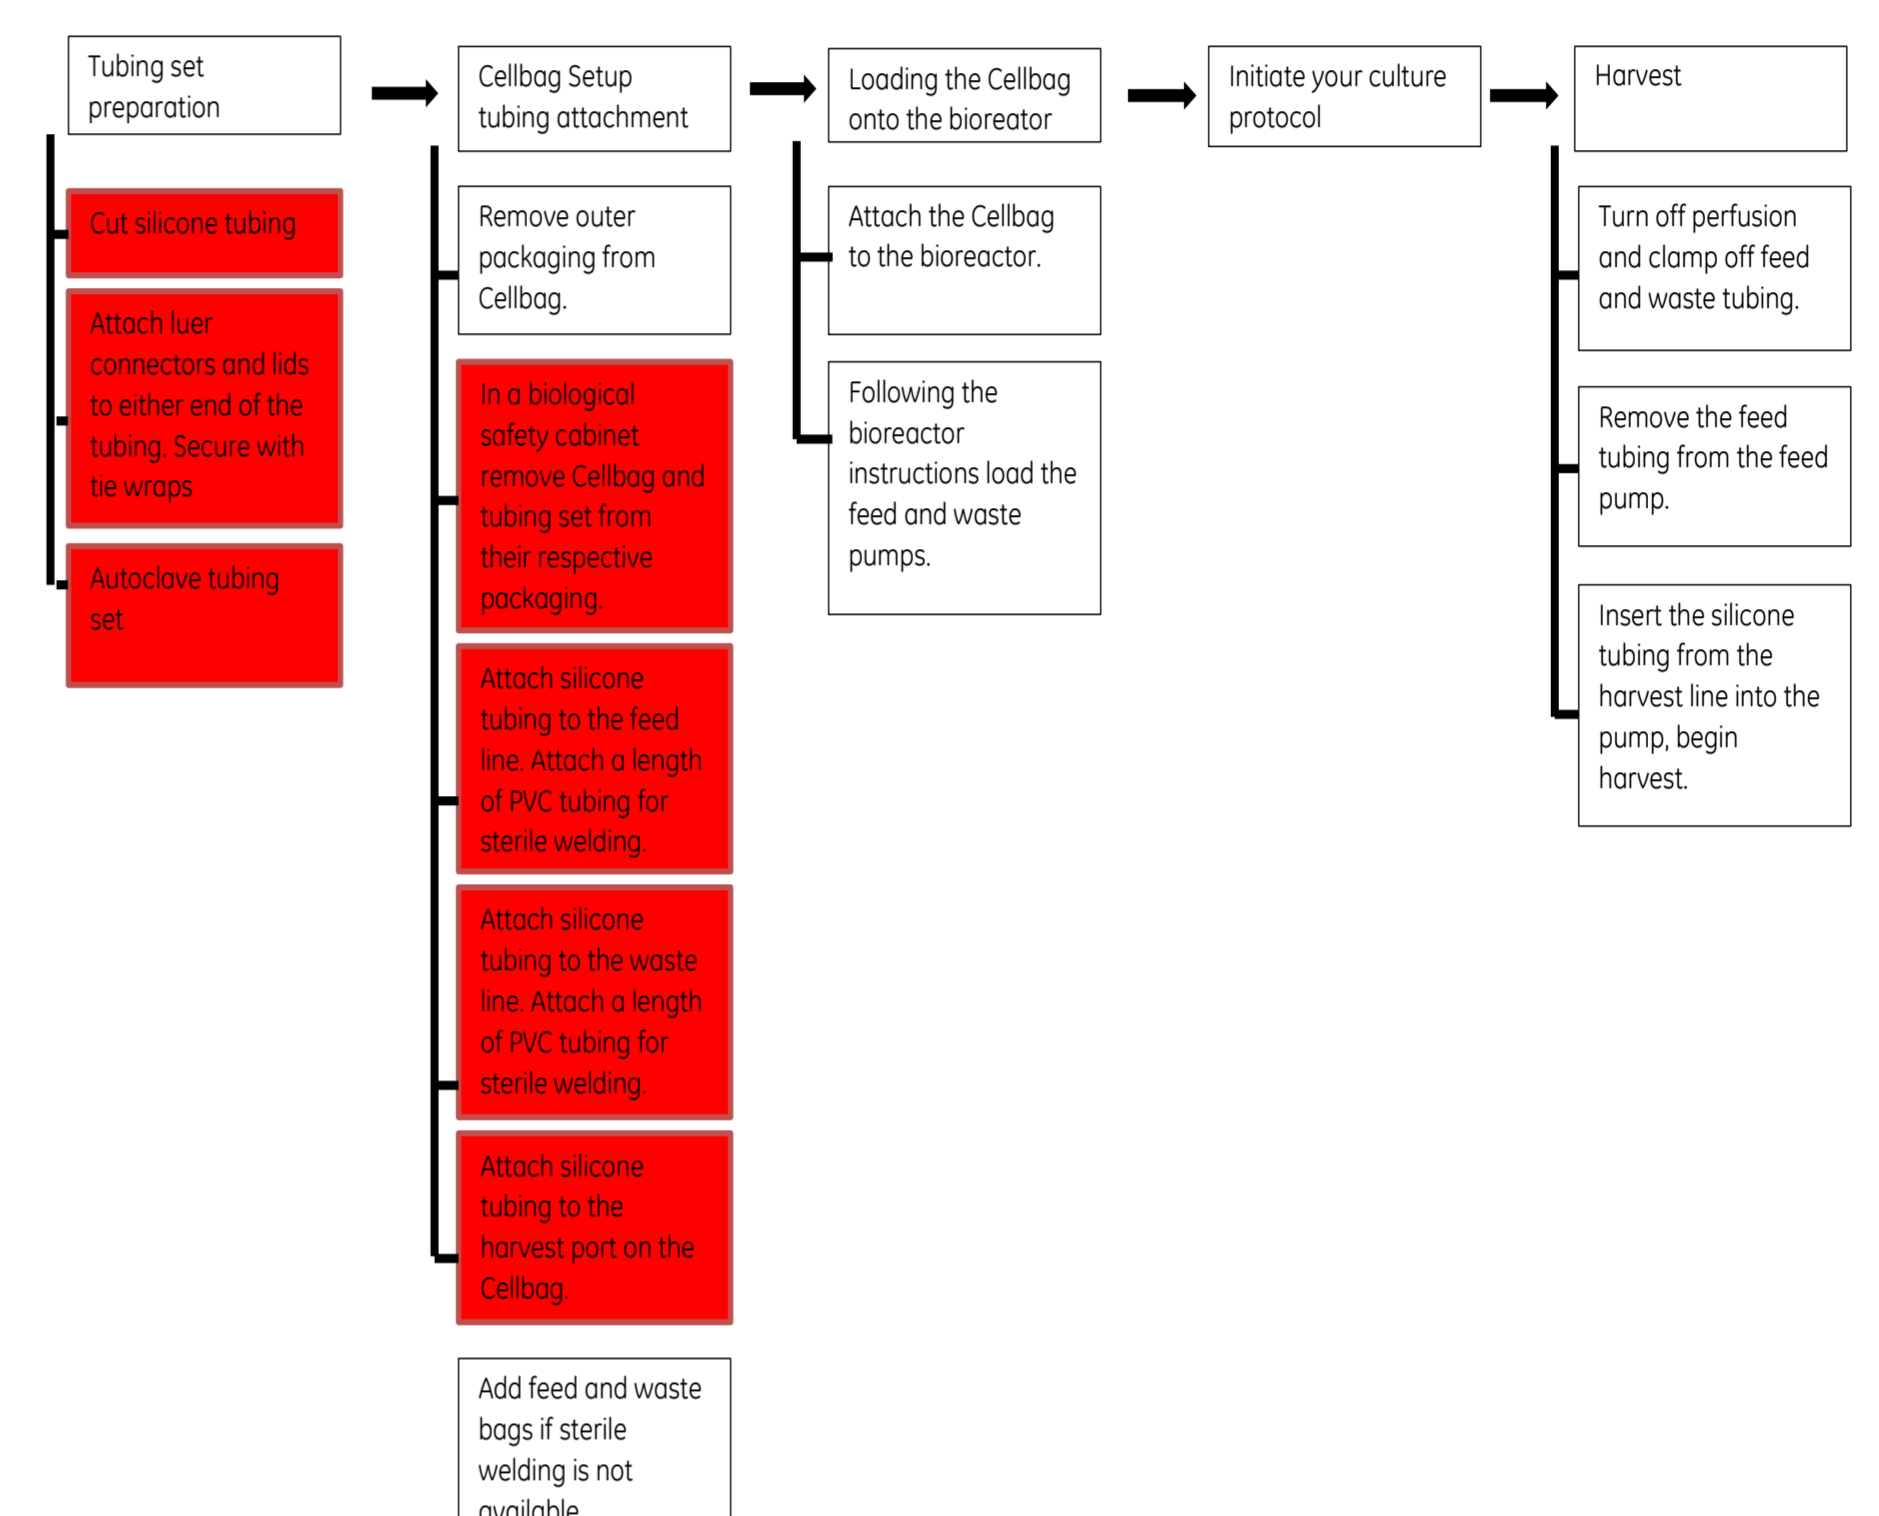 Tubing set
preparation
Cut silicone tubing
Attach luer
connectors and lids
to either end of the
tubing. Secure with
tie wraps
Autoclave tubing
set
Cellbag Setup
tubing attachment
Remove outer
packaging from
Cellbag.
In a biological
safety cabinet
remove Cellbag and
tubing set from
their respective
packaging.
Attach silicone
tubing to the feed
line. Attach a length
of PVC tubing for
sterile welding.
Attach silicone
tubing to the waste
line. Attach a length
of PVC tubing for
sterile welding.
Attach silicone
tubing to the
harvest port on the
Cellbag.
Add feed and waste
bags if sterile
welding is not
available
Loading the Cellbag
onto the bioreator
Attach the Cellbag
to the bioreactor.
Following the
bioreactor
instructions load the
feed and waste
pumps.
Initiate your culture
protocol
Harvest
Turn off perfusion
and clamp off feed
and waste tubing.
Remove the feed
tubing from the feed
pump.
Insert the silicone
tubing from the
harvest line into the
pump, begin
harvest.